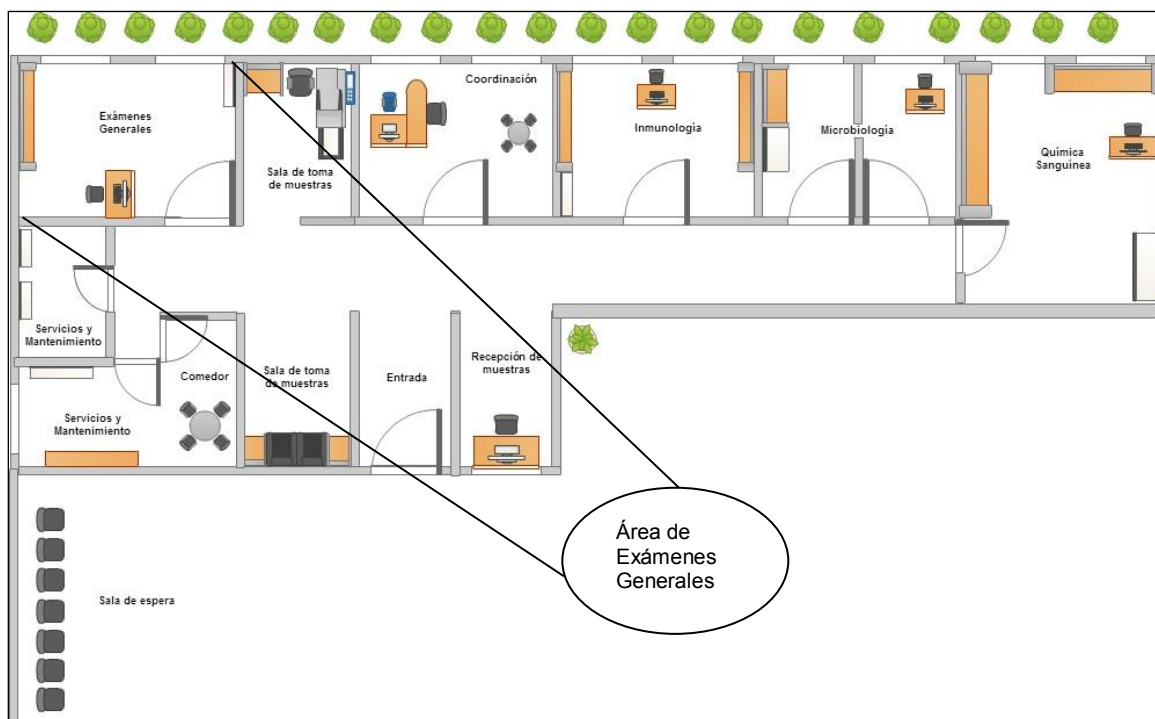 Exámenes
Generales
Sala de toma
de muestras
Coordinación
Inmunología
Microbiología
Química
Sanguínea
Servicios y
Mantenimiento
Comedor
Servicios y
Mantenimiento
Sala de toma
de muestras
Entrada
Recepción de
muestras
Sala de espera
Área de
Exámenes
Generales